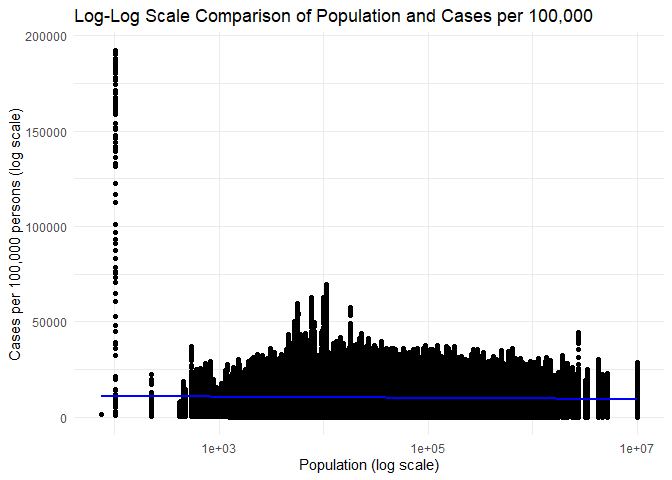 Log-Log Scale Comparison of Population and Cases per 100,000
Cases per 100,000 persons (log scale)
200000
150000
100000
50000
0
1e+03
1e+05
1e+07
Population (log scale)